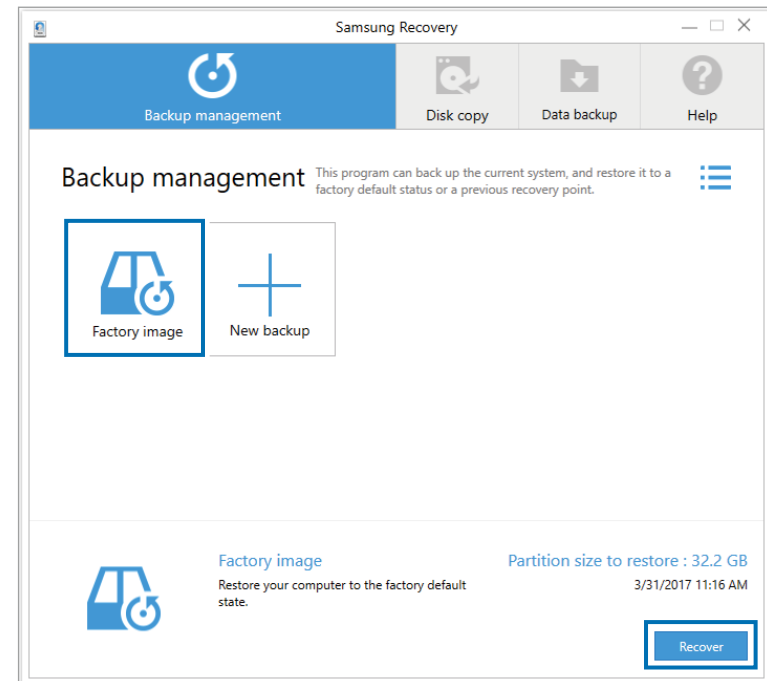 Samsung Recovery
Backup management
Disk copy
Data backup
Help
Backup management
This program can back up the current system, and restore it to a
factory default status or a previous recovery point.
Factory image
New backup
Factory image
Partition size to restore : 32.2 GB
Restore your computer to the factory default
state.
3/31/2017 11:16 AM
Recover